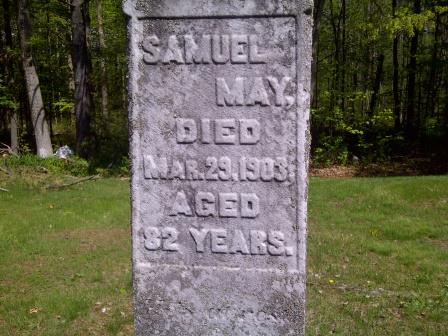 SAMUEL
MAY,
DIED
MAR. 29, 1903,
AGED
82 YEARS.